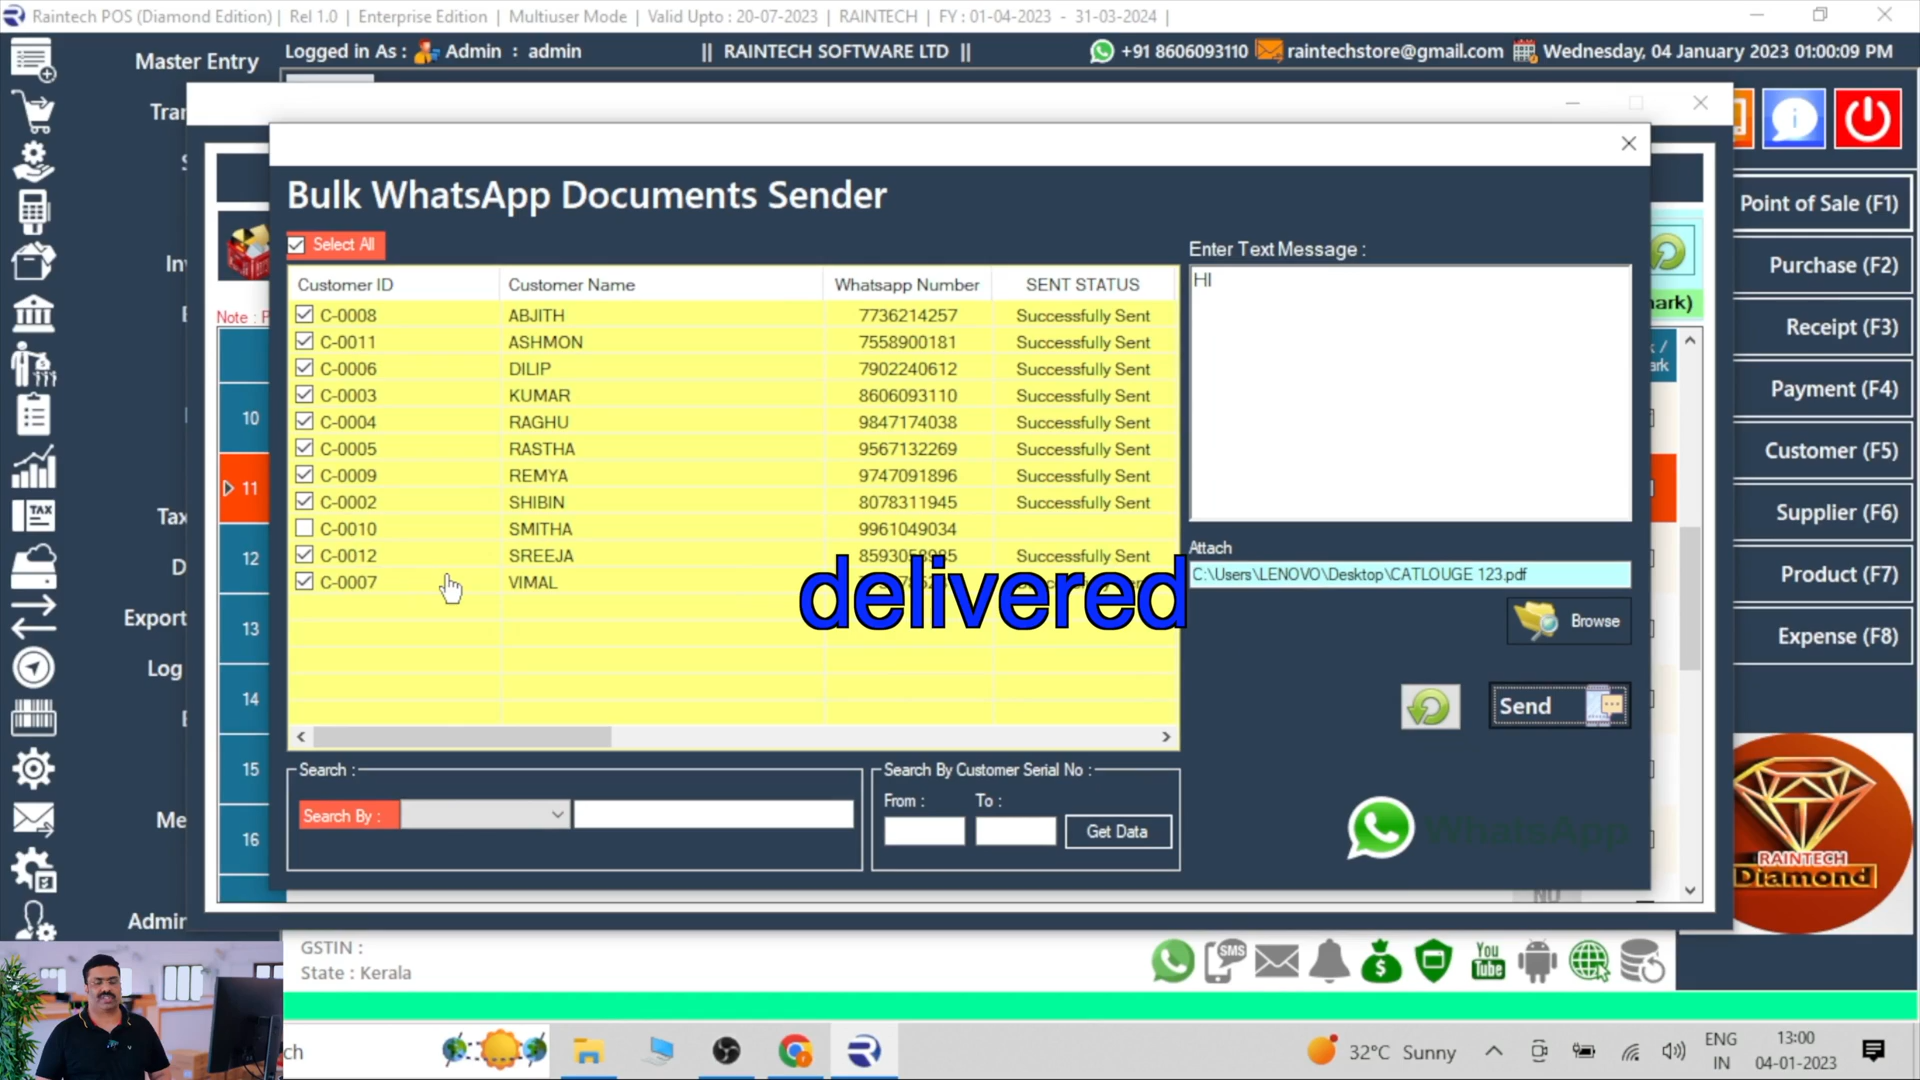 Raintech POS (Diamond Edition) | Rel 1.0 | Enterprise Edition | Multiuser Mode | Valid Upto : 20-07-2023 | RAINTECH | FY : 01-04-2023 - 31-03-2024 |
Master Entry
Logged in As : Admin : admin || RAINTECH SOFTWARE LTD || +91 8606093110 raintechstore@gmail.com Wednesday, 04 January 2023 01:00:09 PM
Bulk WhatsApp Documents Sender
Select All
Customer ID Customer Name Whatsapp Number SENT STATUS
C-0008 ABJITH 7736214257 Successfully Sent
C-0011 ASHMON 7558900181 Successfully Sent
C-0006 DILIP 7902240612 Successfully Sent
C-0003 KUMAR 8606093110 Successfully Sent
C-0004 RAGHU 9847174038 Successfully Sent
C-0005 RASTHA 9567132269 Successfully Sent
C-0009 REMYA 9747091896 Successfully Sent
C-0002 SHIBIN 8078311945 Successfully Sent
C-0010 SMITHA 9961049034
C-0012 SREEJA Successfully Sent
C-0007 VIMAL
delivered
Enter Text Message :
HI
Attach
C:\Users\LENOVO\Desktop\CATLOUGE 123.pdf
Browse
Send
WhatsApp
Search :
Search By :
Search By Customer Serial No :
From : To :
Get Data
Note :
10
11
12
13
14
15
16
Tax
Export
Log
NO
Point of Sale (F1)
Purchase (F2)
Receipt (F3)
Payment (F4)
Customer (F5)
Supplier (F6)
Product (F7)
Expense (F8)
RAINTECH
Diamond
TAX
GSTIN :
State : Kerala
SMS
You
Tube
32°C Sunny
ENG
IN
13:00
04-01-2023